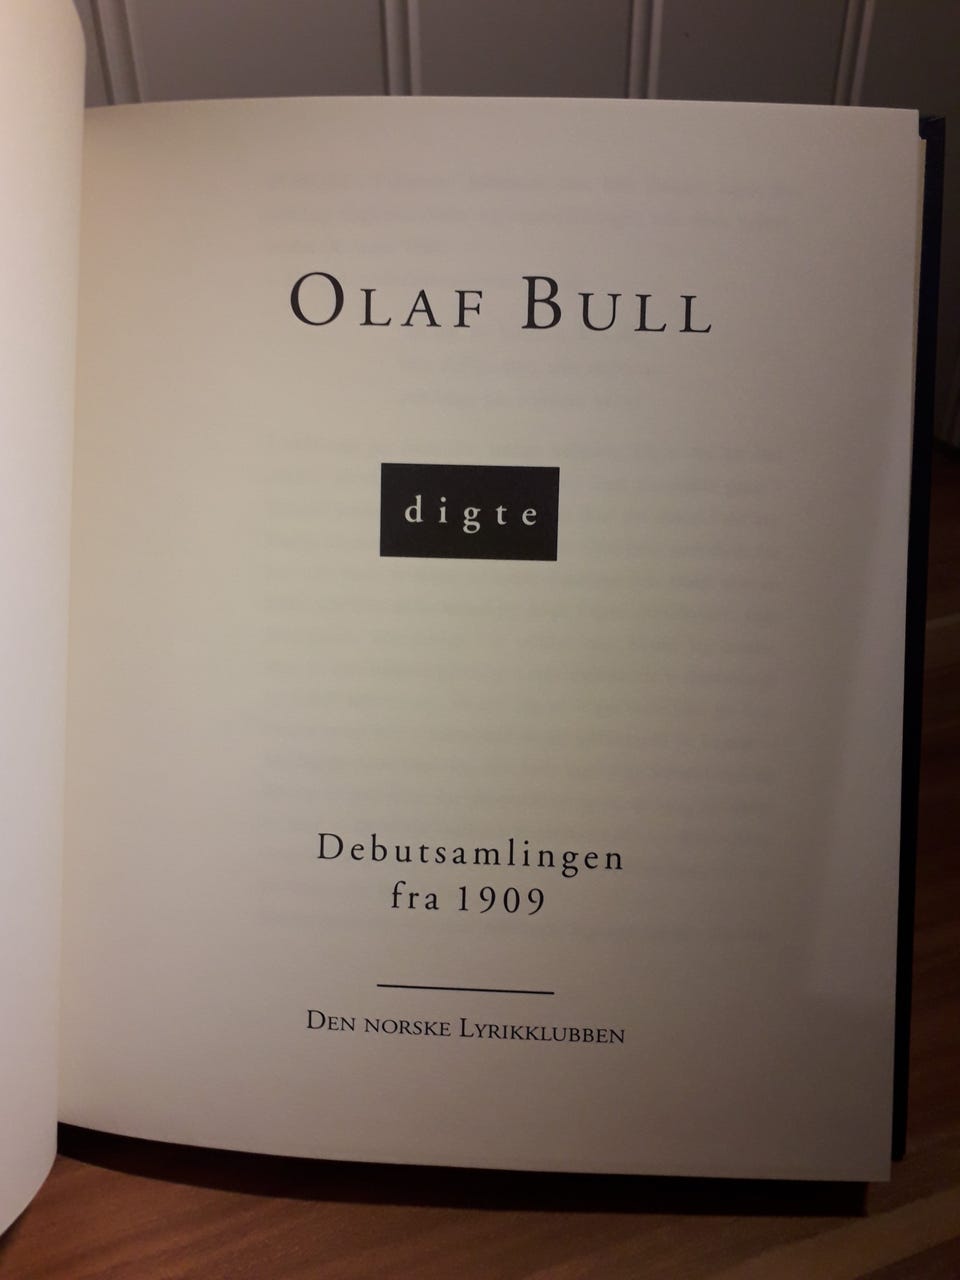 OLAF BULL
digte
Debutsamlingen
fra 1909
DEN NORSKE LYRIKKLUBBEN